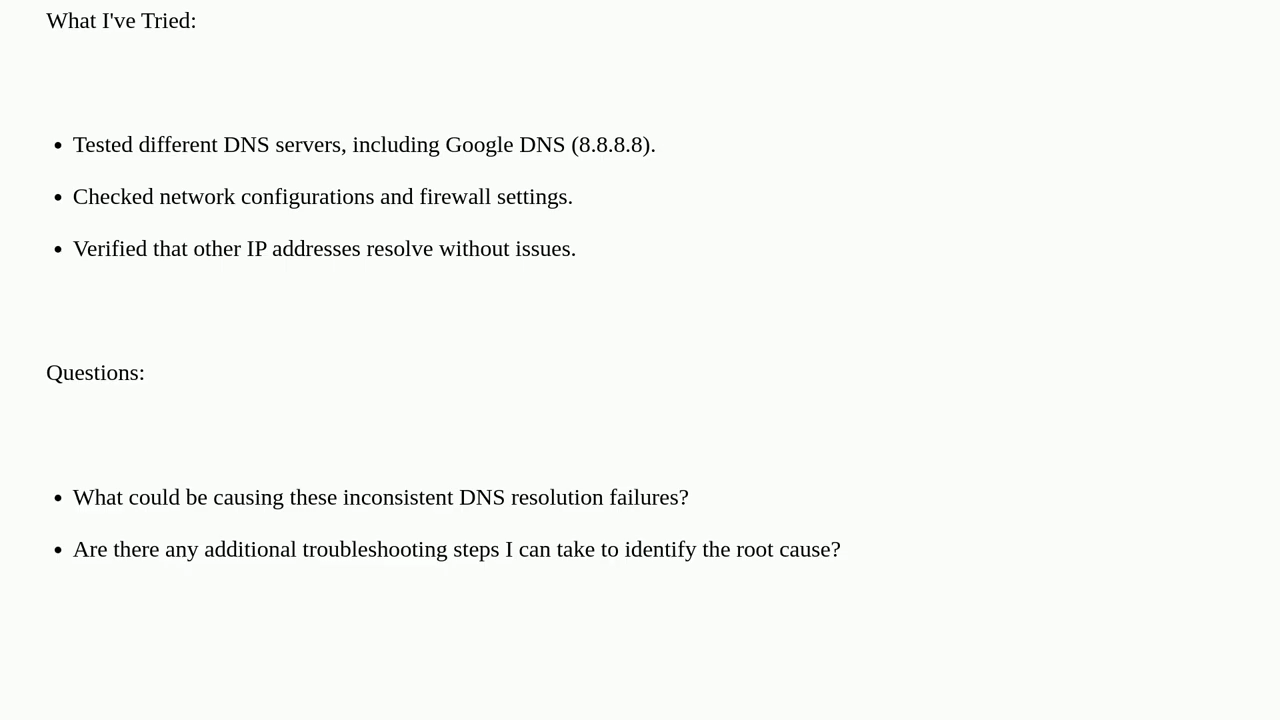 What I've Tried:
• Tested different DNS servers, including Google DNS (8.8.8.8).
• Checked network configurations and firewall settings.
• Verified that other IP addresses resolve without issues.
Questions:
• What could be causing these inconsistent DNS resolution failures?
• Are there any additional troubleshooting steps I can take to identify the root cause?